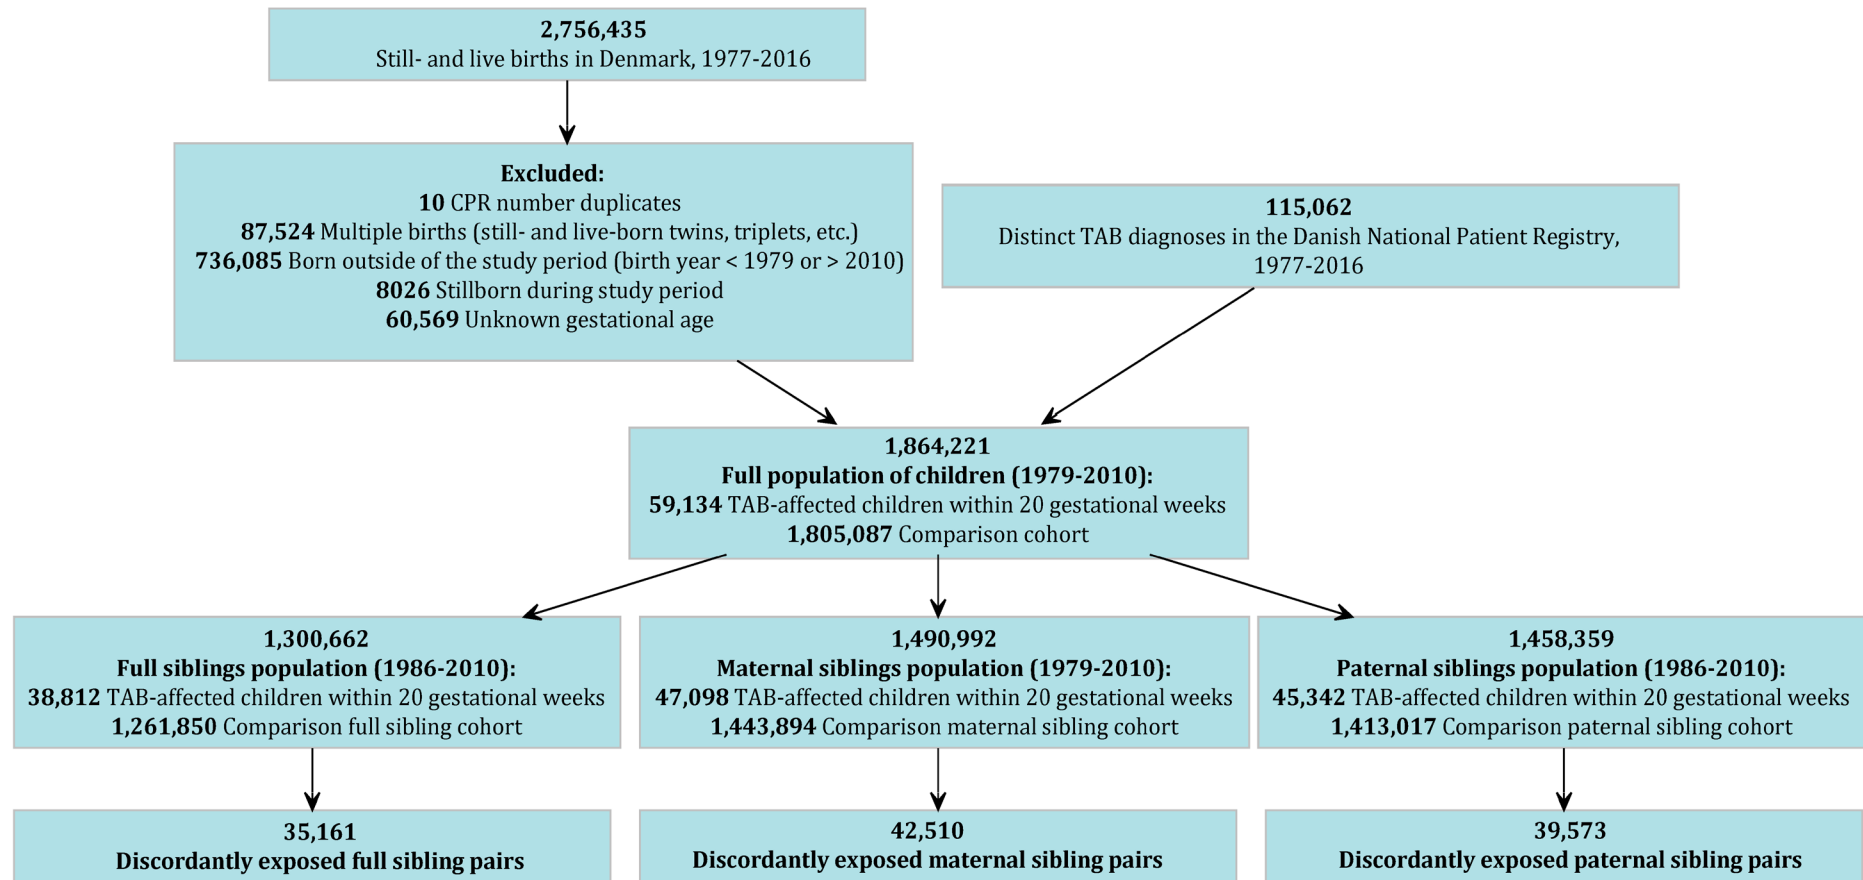 2,756,435
Still- and live births in Denmark, 1977-2016
Excluded:
10 CPR number duplicates
87,524 Multiple births (still- and live-born twins, triplets, etc.)
736,085 Born outside of the study period (birth year < 1979 or > 2010)
8026 Stillborn during study period
60,569 Unknown gestational age
115,062
Distinct TAB diagnoses in the Danish National Patient Registry,
1977-2016
1,864,221
Full population of children (1979-2010):
59,134 TAB-affected children within 20 gestational weeks
1,805,087 Comparison cohort
1,300,662
Full siblings population (1986-2010):
38,812 TAB-affected children within 20 gestational weeks
1,261,850 Comparison full sibling cohort
1,490,992
Maternal siblings population (1979-2010):
47,098 TAB-affected children within 20 gestational weeks
1,443,894 Comparison maternal sibling cohort
1,458,359
Paternal siblings population (1986-2010):
45,342 TAB-affected children within 20 gestational weeks
1,413,017 Comparison paternal sibling cohort
35,161
Discordantly exposed full sibling pairs
42,510
Discordantly exposed maternal sibling pairs
39,573
Discordantly exposed paternal sibling pairs